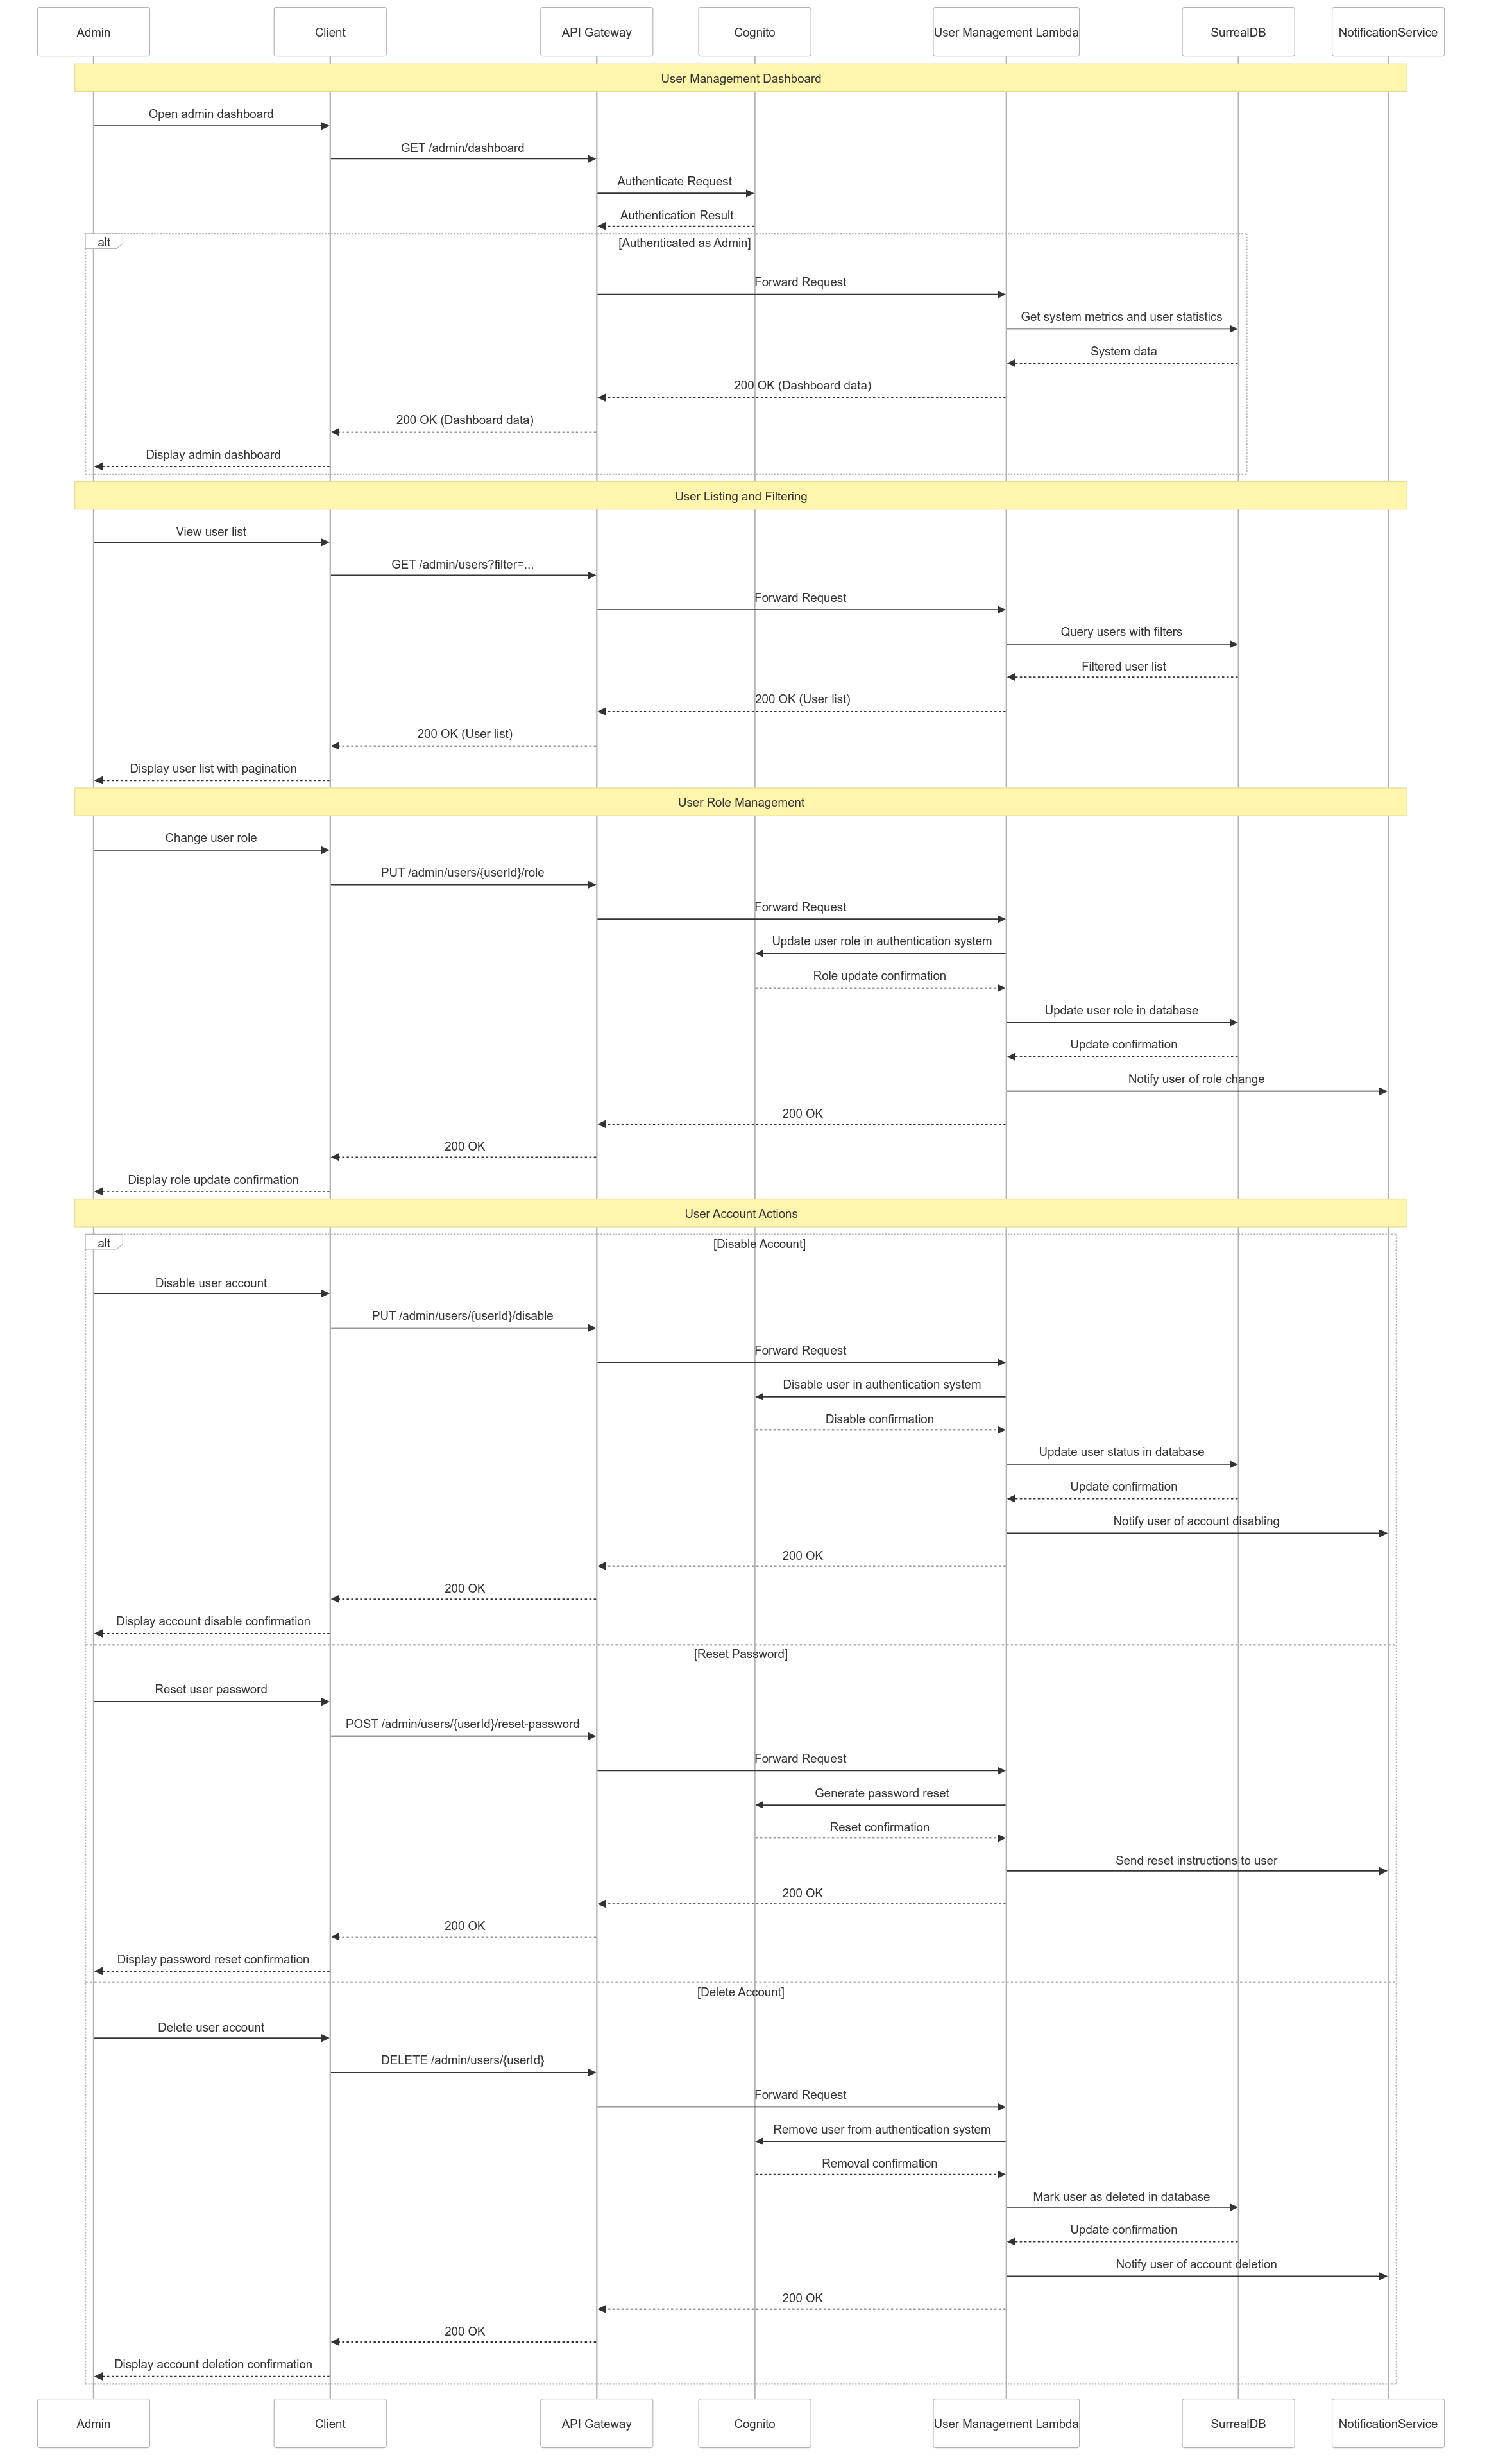 Admin
Client
API Gateway
Cognito
User Management Lambda
SurrealDB
NotificationService
User Management Dashboard
Open admin dashboard
GET /admin/dashboard
Authenticate Request
Authentication Result
alt
[Authenticated as Admin]
Forward Request
Get system metrics and user statistics
System data
200 OK (Dashboard data)
200 OK (Dashboard data)
Display admin dashboard
User Listing and Filtering
View user list
GET /admin/users?filter=...
Forward Request
Query users with filters
Filtered user list
200 OK (User list)
200 OK (User list)
Display user list with pagination
User Role Management
Change user role
PUT /admin/users/{userId}/role
Forward Request
Update user role in authentication system
Role update confirmation
Update user role in database
Update confirmation
Notify user of role change
200 OK
200 OK
Display role update confirmation
User Account Actions
alt
[Disable Account]
Disable user account
PUT /admin/users/{userId}/disable
Forward Request
Disable user in authentication system
Disable confirmation
Update user status in database
Update confirmation
Notify user of account disabling
200 OK
200 OK
Display account disable confirmation
[Reset Password]
Reset user password
POST /admin/users/{userId}/reset-password
Forward Request
Generate password reset
Reset confirmation
Send reset instructions to user
200 OK
200 OK
Display password reset confirmation
[Delete Account]
Delete user account
DELETE /admin/users/{userId}
Forward Request
Remove user from authentication system
Removal confirmation
Mark user as deleted in database
Update confirmation
Notify user of account deletion
200 OK
200 OK
Display account deletion confirmation
Admin
Client
API Gateway
Cognito
User Management Lambda
SurrealDB
NotificationService